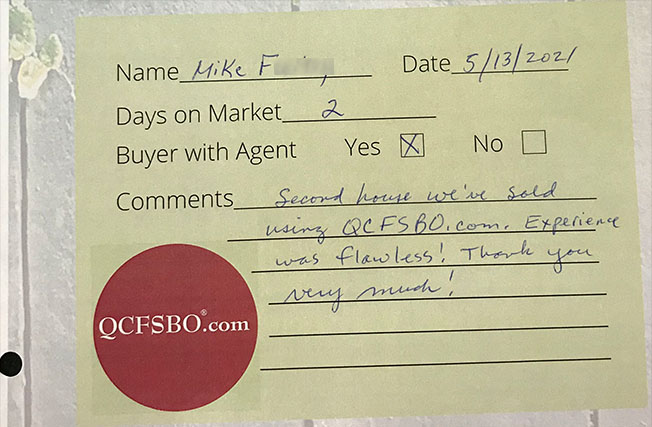 Name Mike F Date 5/13/2021
Days on Market 2
Buyer with Agent Yes X No
Comments Second house we've sold
using QCFSBO.com. Experience
was flawless! Thank you
very much!
QCFSBO®.com